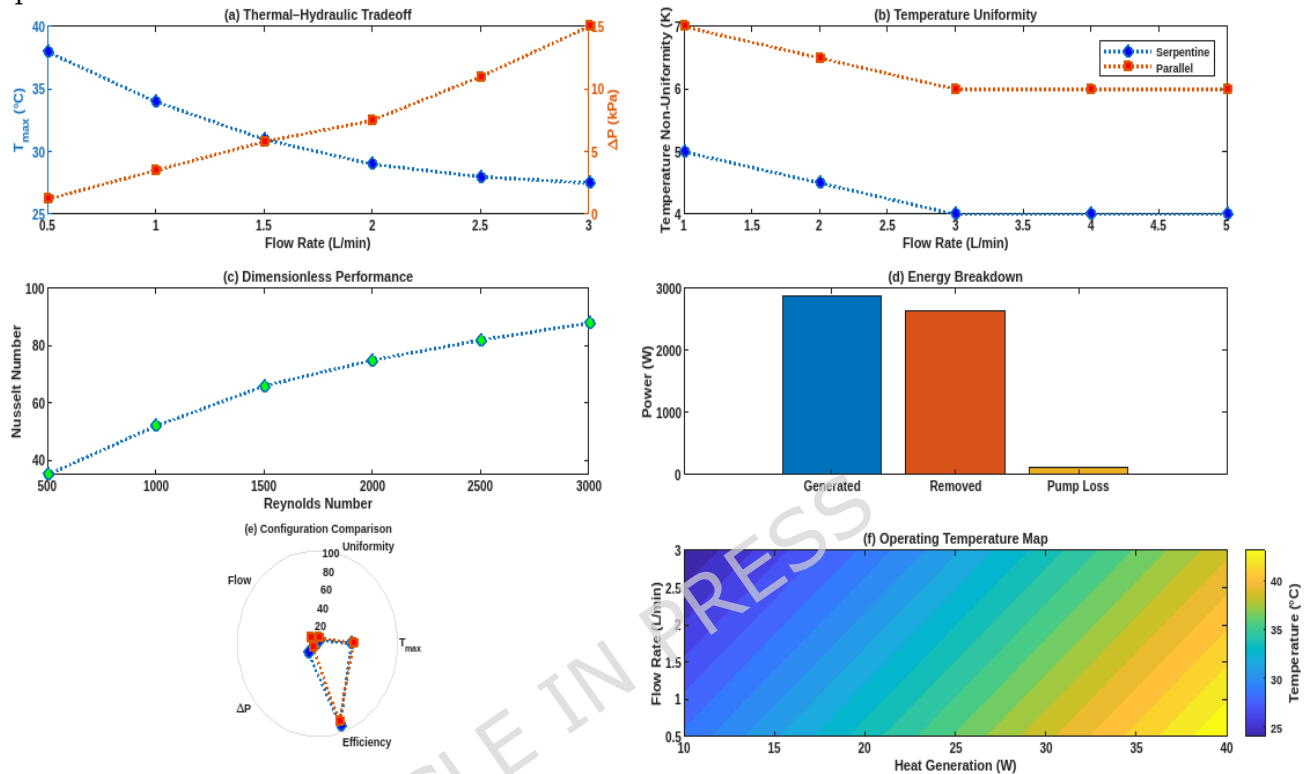 (a) Thermal–Hydraulic Tradeoff
40
35
30
25
T_max (°C)
15
10
5
0
ΔP (kPa)
0.5 1 1.5 2 2.5 3
Flow Rate (L/min)
(b) Temperature Uniformity
7
6
5
4
Temperature Non-Uniformity (K)
Serpentine
Parallel
1 1.5 2 2.5 3 3.5 4 4.5 5
Flow Rate (L/min)
(c) Dimensionless Performance
100
80
60
40
Nusselt Number
500 1000 1500 2000 2500 3000
Reynolds Number
(d) Energy Breakdown
3000
2000
1000
0
Power (W)
Generated Removed Pump Loss
(e) Configuration Comparison
100
Uniformity
80
Flow
60
40
20
T_max
ΔP
Efficiency
(f) Operating Temperature Map
3
2.5
2
1.5
1
0.5
Flow Rate (L/min)
10 15 20 25 30 35 40
Heat Generation (W)
40
35
30
25
Temperature (°C)
LE IN PRESS